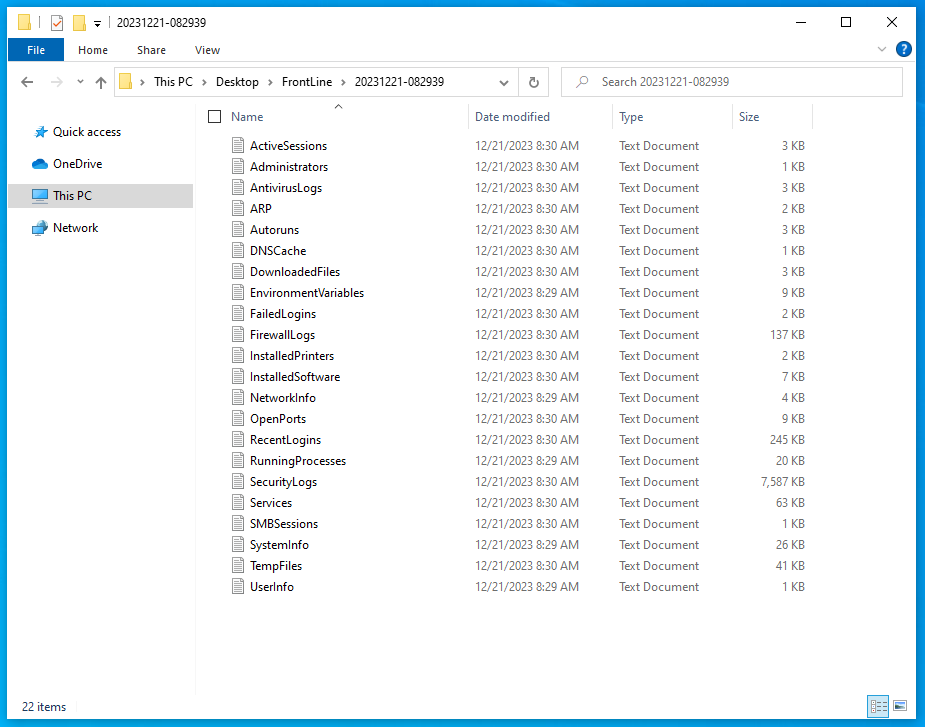 20231221-082939
File Home Share View
This PC Desktop FrontLine 20231221-082939 Search 20231221-082939
Name Date modified Type Size
Quick access
OneDrive
This PC
Network
ActiveSessions 12/21/2023 8:30 AM Text Document 3 KB
Administrators 12/21/2023 8:30 AM Text Document 1 KB
AntivirusLogs 12/21/2023 8:30 AM Text Document 3 KB
ARP 12/21/2023 8:30 AM Text Document 2 KB
Autoruns 12/21/2023 8:30 AM Text Document 3 KB
DNSCache 12/21/2023 8:30 AM Text Document 1 KB
DownloadedFiles 12/21/2023 8:30 AM Text Document 3 KB
EnvironmentVariables 12/21/2023 8:29 AM Text Document 9 KB
FailedLogins 12/21/2023 8:30 AM Text Document 2 KB
FirewallLogs 12/21/2023 8:30 AM Text Document 137 KB
InstalledPrinters 12/21/2023 8:30 AM Text Document 2 KB
InstalledSoftware 12/21/2023 8:30 AM Text Document 7 KB
NetworkInfo 12/21/2023 8:29 AM Text Document 4 KB
OpenPorts 12/21/2023 8:30 AM Text Document 9 KB
RecentLogins 12/21/2023 8:30 AM Text Document 245 KB
RunningProcesses 12/21/2023 8:29 AM Text Document 20 KB
SecurityLogs 12/21/2023 8:30 AM Text Document 7,587 KB
Services 12/21/2023 8:30 AM Text Document 63 KB
SMBSessions 12/21/2023 8:30 AM Text Document 1 KB
SystemInfo 12/21/2023 8:29 AM Text Document 26 KB
TempFiles 12/21/2023 8:30 AM Text Document 41 KB
UserInfo 12/21/2023 8:29 AM Text Document 1 KB
22 items